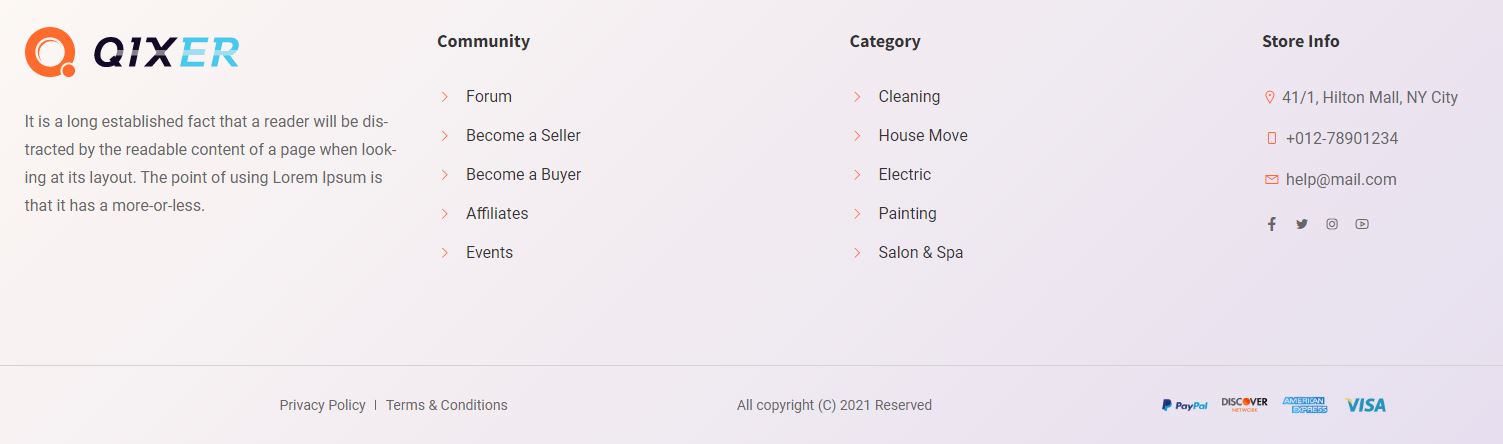 QIXER
It is a long established fact that a reader will be dis-
tracted by the readable content of a page when look-
ing at its layout. The point of using Lorem Ipsum is
that it has a more-or-less.
Community
Forum
Become a Seller
Become a Buyer
Affiliates
Events
Category
Cleaning
House Move
Electric
Painting
Salon & Spa
Store Info
41/1, Hilton Mall, NY City
+012-78901234
help@mail.com
Privacy Policy | Terms & Conditions
All copyright (C) 2021 Reserved
PayPal
DISCOVER
NETWORK
AMERICAN
EXPRESS
VISA